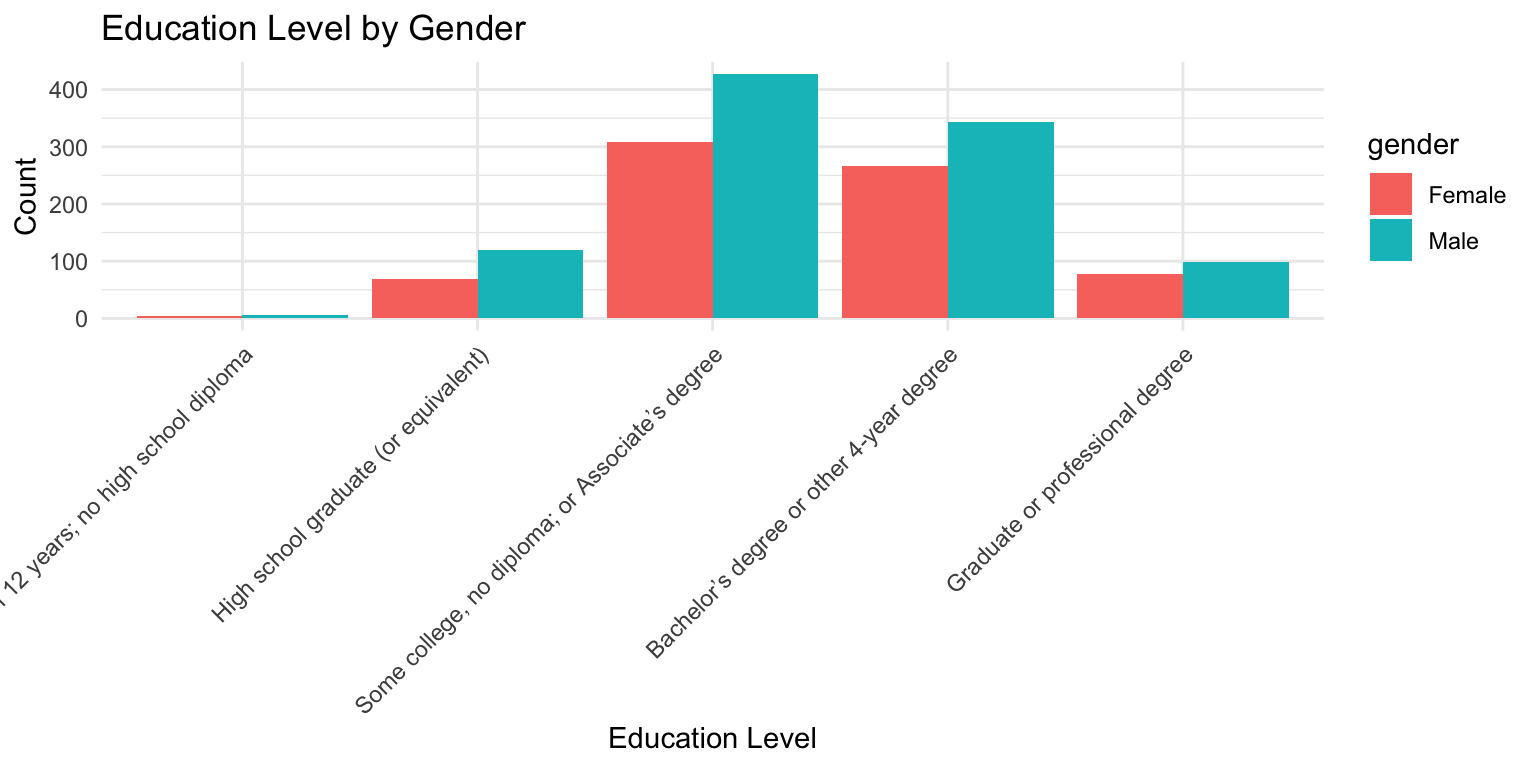 Education Level by Gender
Count
400
300
200
100
0
12 years; no high school diploma
High school graduate (or equivalent)
Some college, no diploma; or Associate’s degree
Bachelor’s degree or other 4-year degree
Graduate or professional degree
Education Level
gender
Female
Male